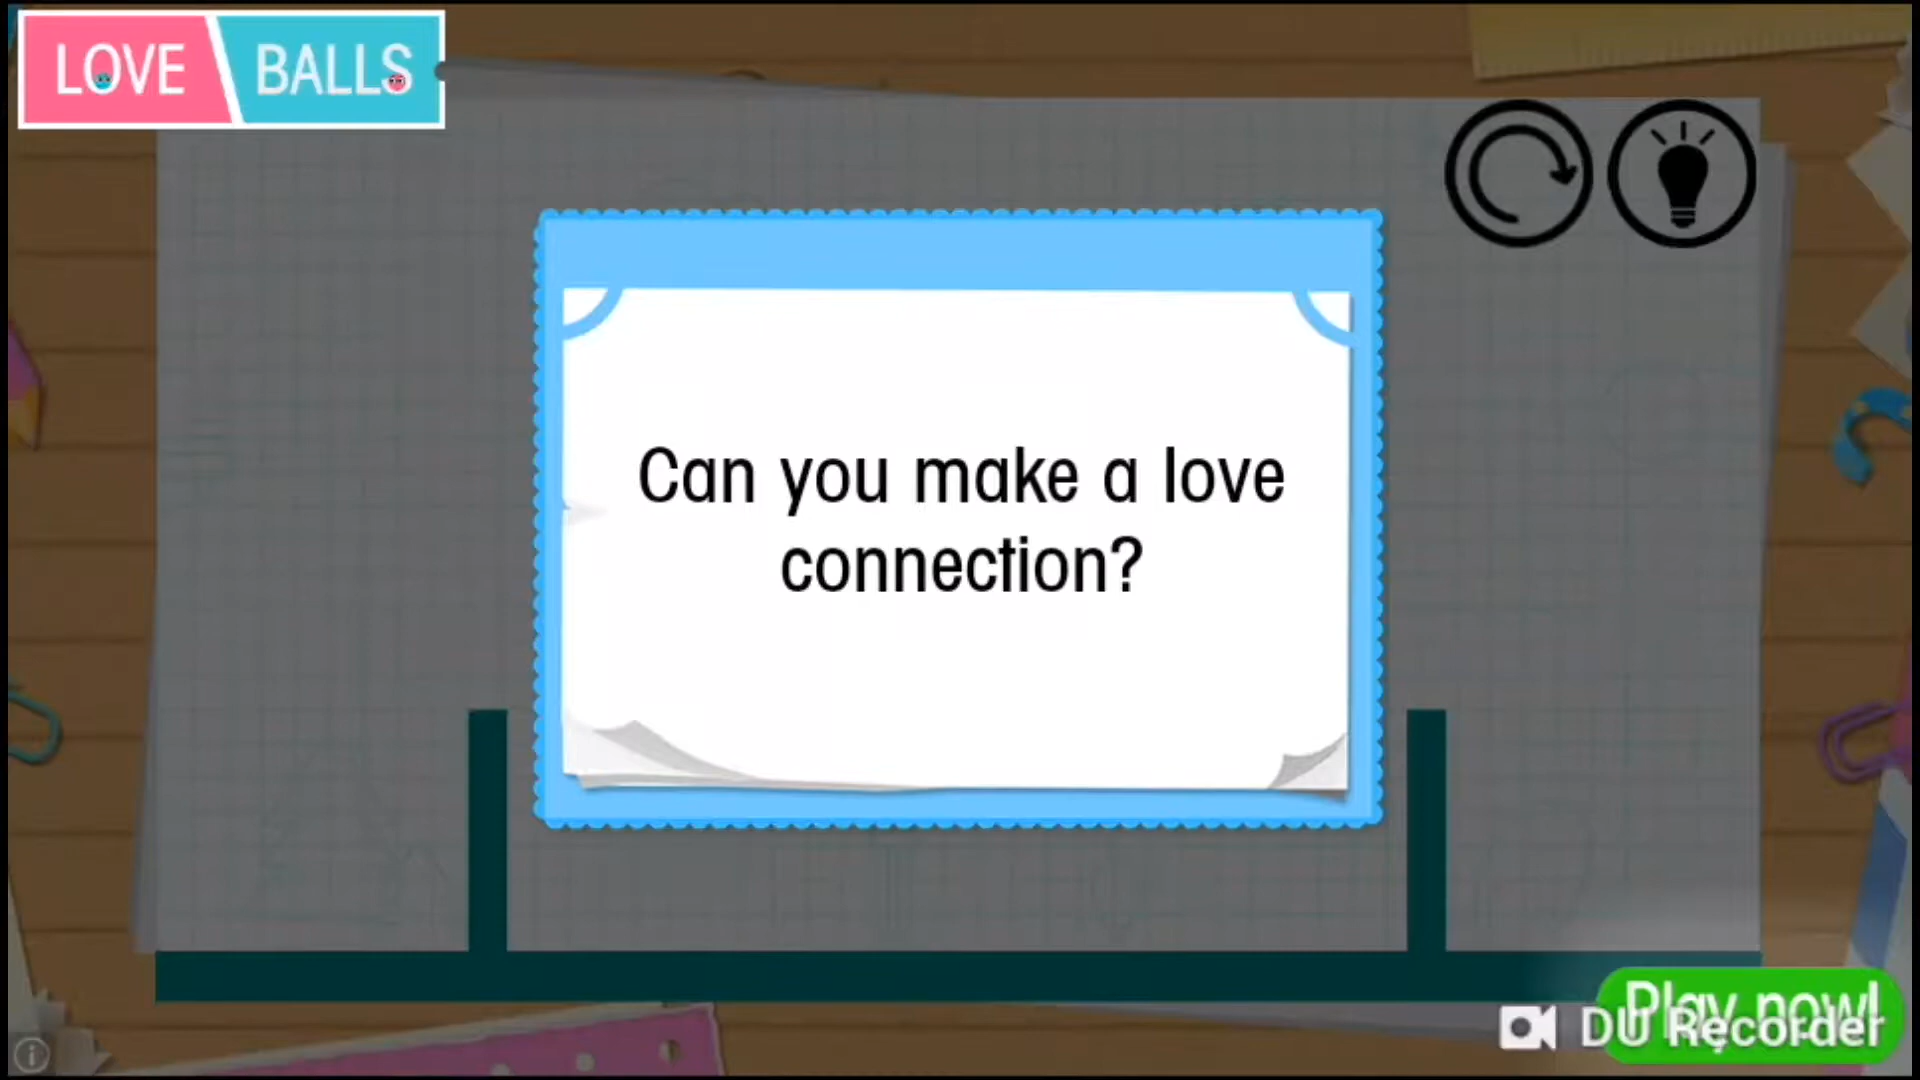 LOVE BALLS
Can you make a love
connection?
Play now!
DU Recorder